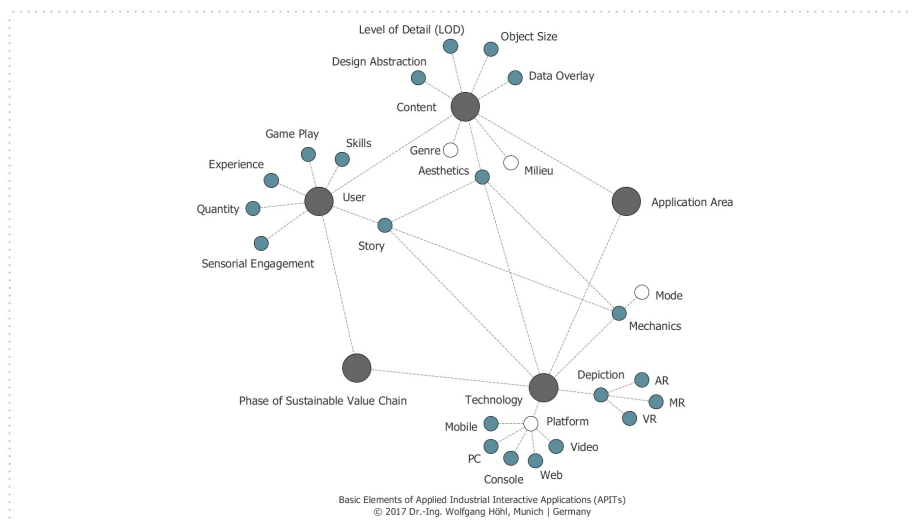 Level of Detail (LOD)
Object Size
Design Abstraction
Data Overlay
Content
Game Play
Skills
Genre
Milieu
Aesthetics
Experience
User
Application Area
Quantity
Story
Sensorial Engagement
Mode
Mechanics
Depiction
AR
MR
VR
Phase of Sustainable Value Chain
Technology
Platform
Mobile
Video
PC
Web
Console
Basic Elements of Applied Industrial Interactive Applications (APITs)
© 2017 Dr.-Ing. Wolfgang Höhl, Munich | Germany